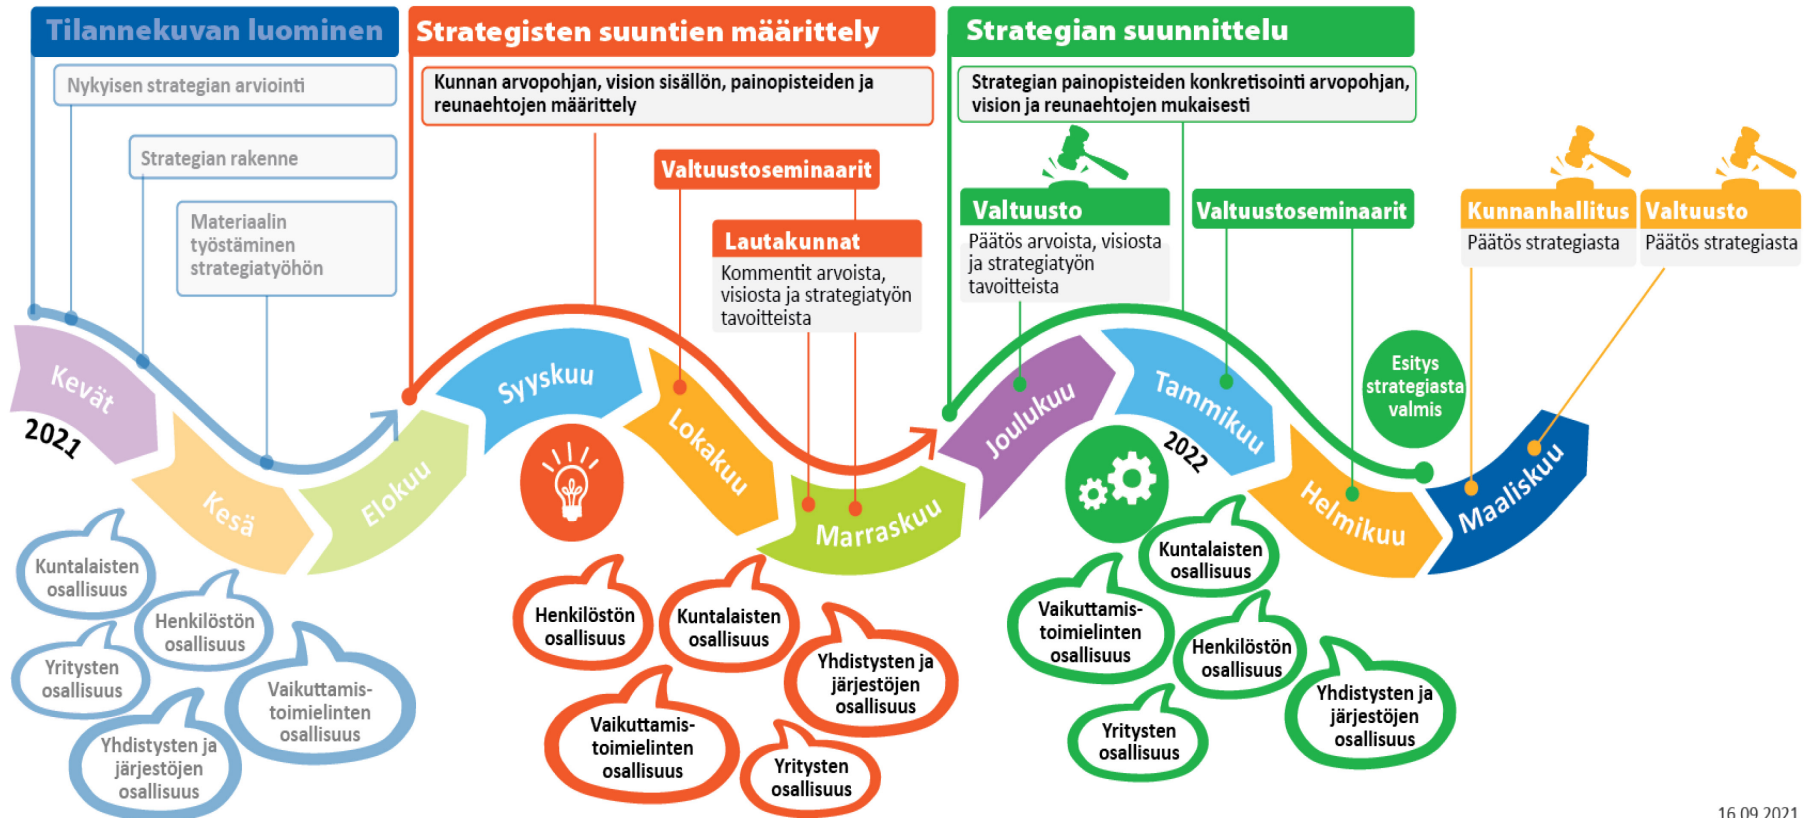 Tilannekuvan luominen
Nykyisen strategian arviointi
Strategian rakenne
Materiaalin
työstäminen
strategiatyöhön
Strategisten suuntien määrittely
Kunnan arvopohjan, vision sisällön, painopisteiden ja
reunaehtojen määrittely
Valtuustoseminaarit
Lautakunnat
Kommentit arvoista,
visiosta ja strategiatyön
tavoitteista
Strategian suunnittelu
Strategian painopisteiden konkretisointi arvopohjan,
vision ja reunaehtojen mukaisesti
Valtuusto
Päätös arvoista, visiosta
ja strategiatyön
tavoitteista
Valtuustoseminaarit
Kunnanhallitus
Päätös strategiasta
Valtuusto
Päätös strategiasta
Esitys
strategiasta
valmis
Kevät
2021
Kesä
Elokuu
Syyskuu
Lokakuu
Marraskuu
Joulukuu
Tammikuu
2022
Helmikuu
Maaliskuu
Kuntalaisten
osallisuus
Henkilöstön
osallisuus
Yritysten
osallisuus
Vaikuttamis-
toimielinten
osallisuus
Yhdistysten ja
järjestöjen
osallisuus
Henkilöstön
osallisuus
Kuntalaisten
osallisuus
Yhdistysten ja
järjestöjen
osallisuus
Vaikuttamis-
toimielinten
osallisuus
Yritysten
osallisuus
Kuntalaisten
osallisuus
Vaikuttamis-
toimielinten
osallisuus
Henkilöstön
osallisuus
Yhdistysten ja
järjestöjen
osallisuus
Yritysten
osallisuus
16.09.2021